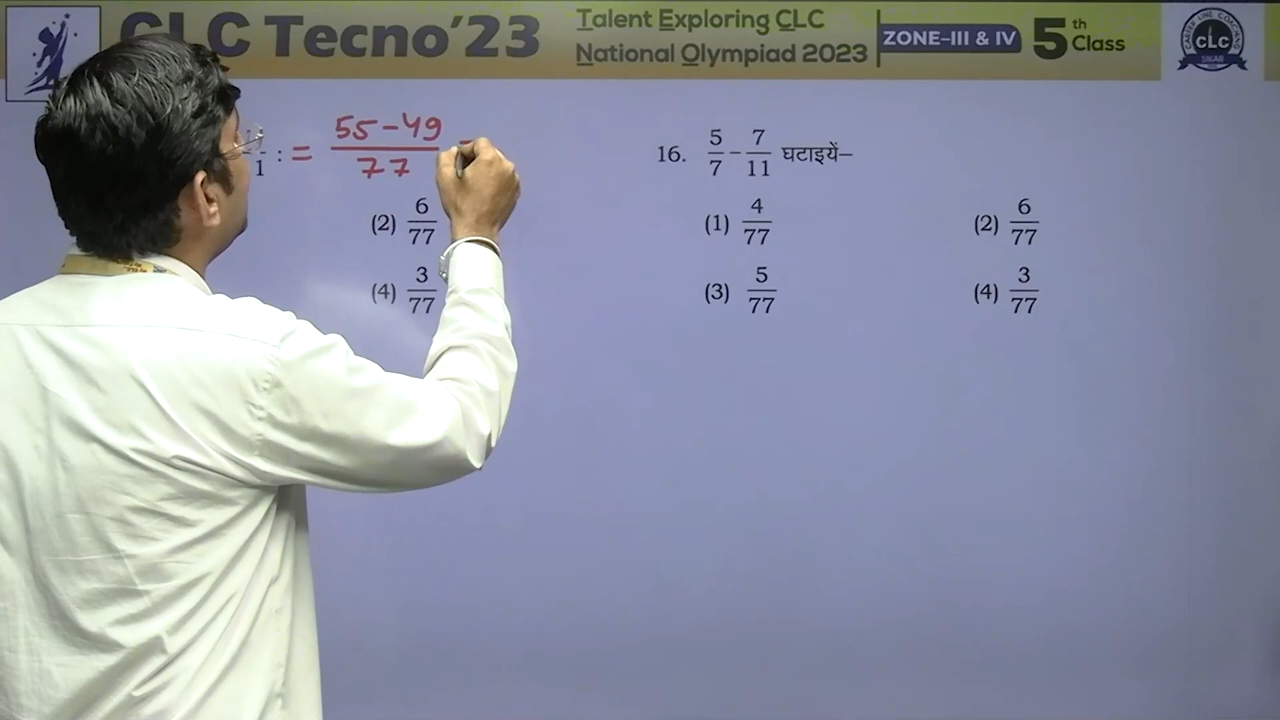 CLC Tecno'23
Talent Exploring CLC
National Olympiad 2023
ZONE–III & IV
5th Class
CLC
SIKAR
1 : = 55-49 / 77 =
(2) 6/77
(4) 3/77
16. 5/7 – 7/11 घटाइयें–
(1) 4/77 (2) 6/77
(3) 5/77 (4) 3/77